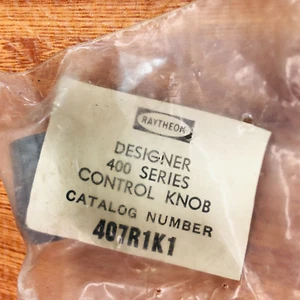 RAYTHEON
DESIGNER
400 SERIES
CONTROL KNOB
CATALOG NUMBER
407R1K1